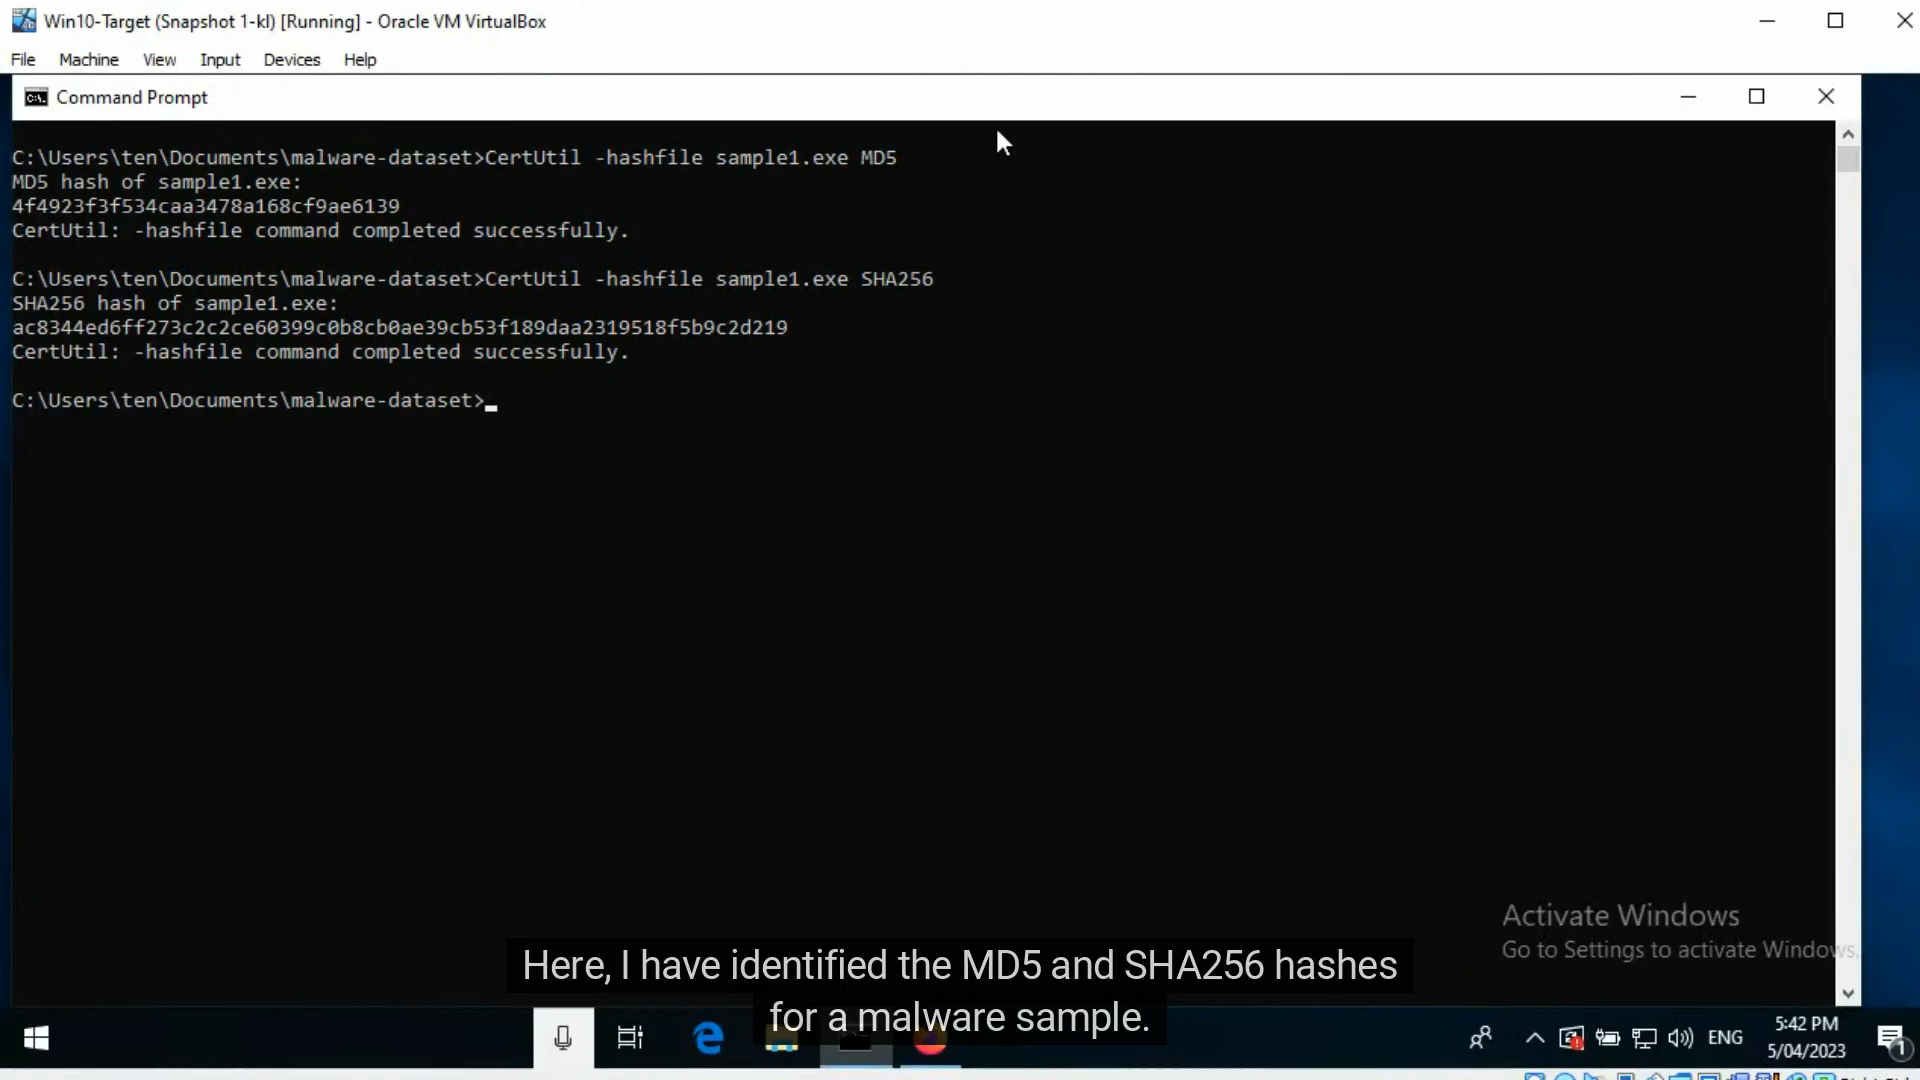 Win10-Target (Snapshot 1-kl) [Running] - Oracle VM VirtualBox
File Machine View Input Devices Help
Command Prompt
C:\Users\ten\Documents\malware-dataset>CertUtil -hashfile sample1.exe MD5
MD5 hash of sample1.exe:
4f4923f3f534caa3478a168cf9ae6139
CertUtil: -hashfile command completed successfully.
C:\Users\ten\Documents\malware-dataset>CertUtil -hashfile sample1.exe SHA256
SHA256 hash of sample1.exe:
ac8344ed6ff273c2c2ce60399c0b8cb0ae39cb53f189daa2319518f5b9c2d219
CertUtil: -hashfile command completed successfully.
C:\Users\ten\Documents\malware-dataset>
Activate Windows
Go to Settings to activate Windows.
Here, I have identified the MD5 and SHA256 hashes
for a malware sample.
ENG
5:42 PM
5/04/2023
1